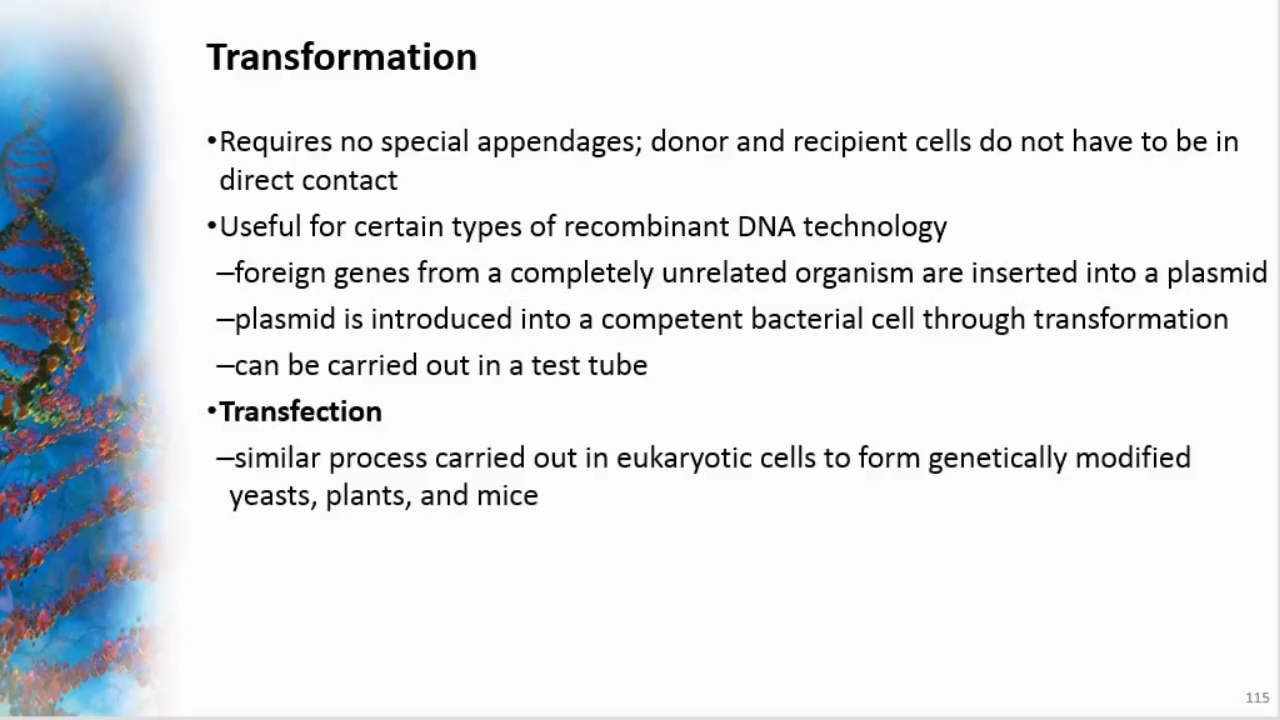 Transformation
•Requires no special appendages; donor and recipient cells do not have to be in
direct contact
•Useful for certain types of recombinant DNA technology
–foreign genes from a completely unrelated organism are inserted into a plasmid
–plasmid is introduced into a competent bacterial cell through transformation
–can be carried out in a test tube
•Transfection
–similar process carried out in eukaryotic cells to form genetically modified
yeasts, plants, and mice
115